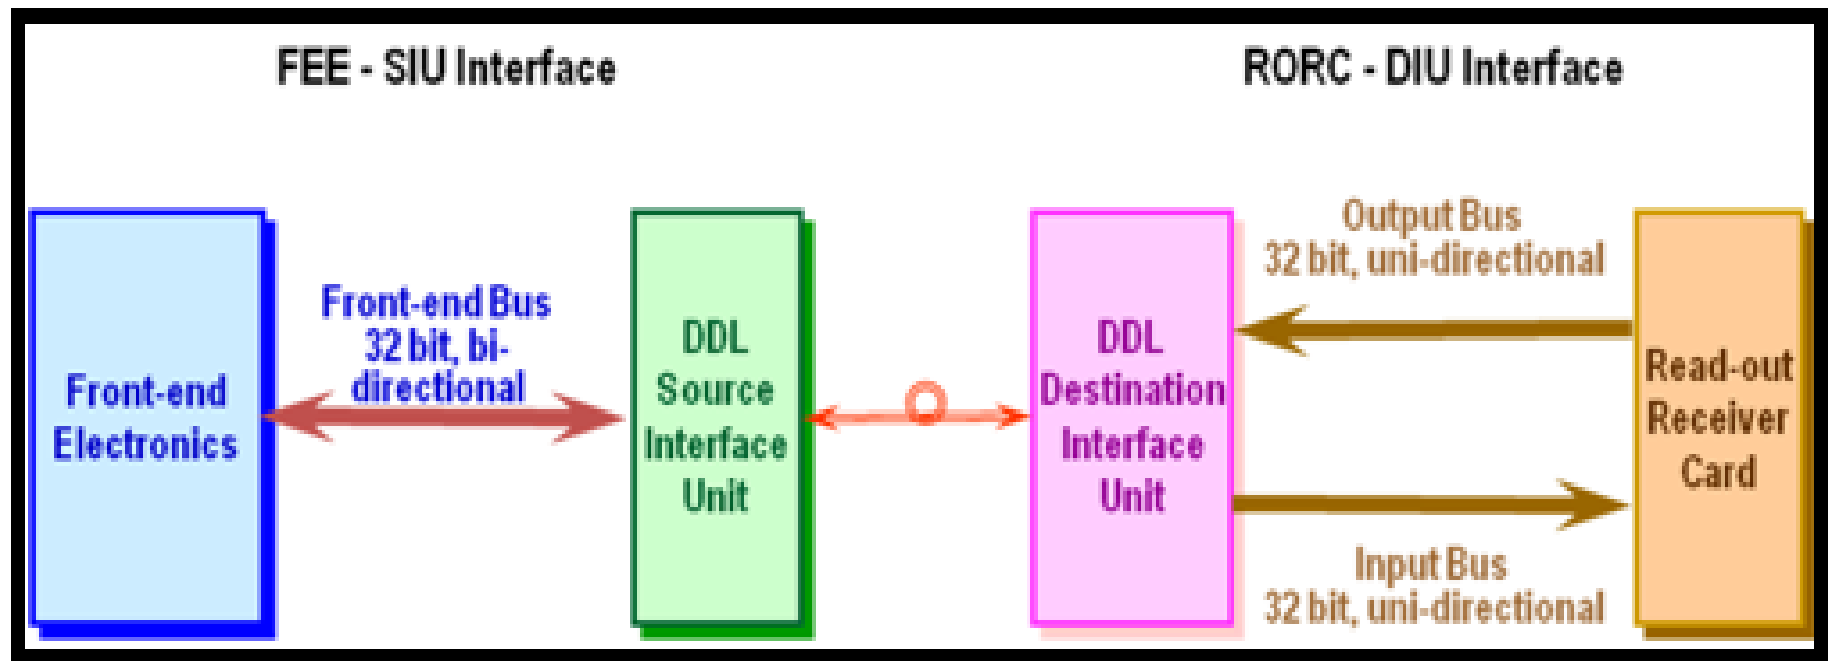 FEE - SIU Interface
RORC - DIU Interface
Front-end
Electronics
Front-end Bus
32 bit, bi-
directional
DDL
Source
Interface
Unit
DDL
Destination
Interface
Unit
Output Bus
32 bit, uni-directional
Input Bus
32 bit, uni-directional
Read-out
Receiver
Card